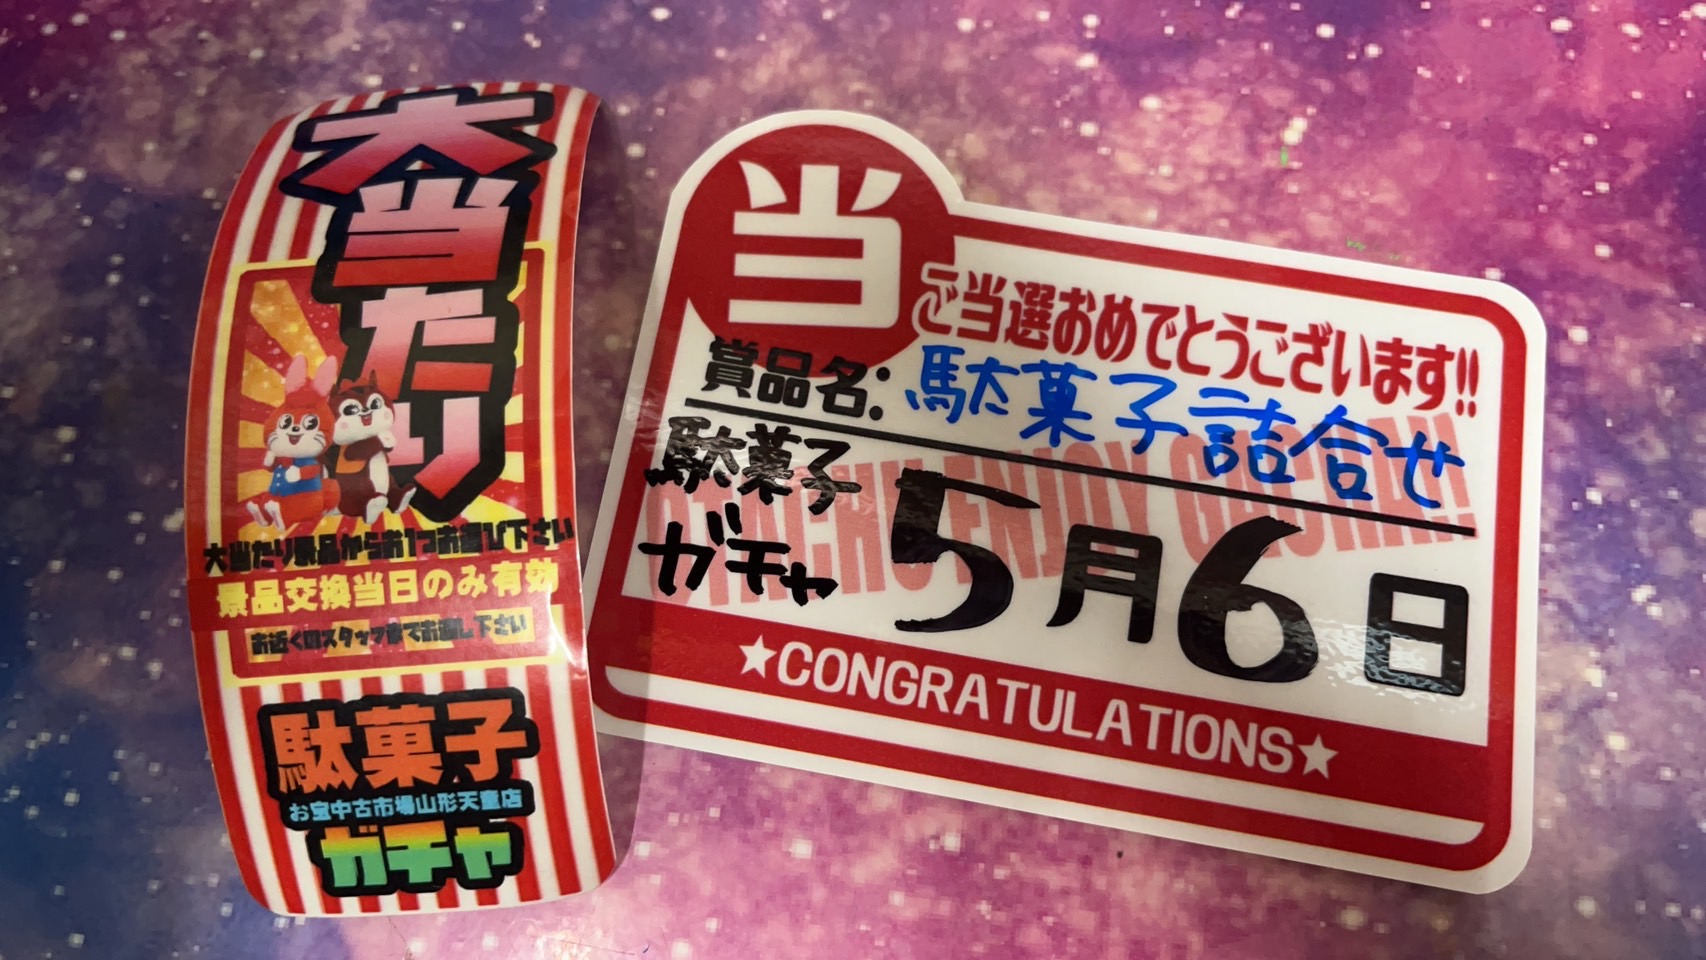 大当たり
大当たり景品からお1つお選び下さい
景品交換当日のみ有効
お近くのスタッフまでお渡し下さい
駄菓子
お宝中古市場山形天童店
ガチャ
当
ご当選おめでとうございます!!
賞品名:駄菓子詰合せ
駄菓子
ガチャ
5月6日
★CONGRATULATIONS★